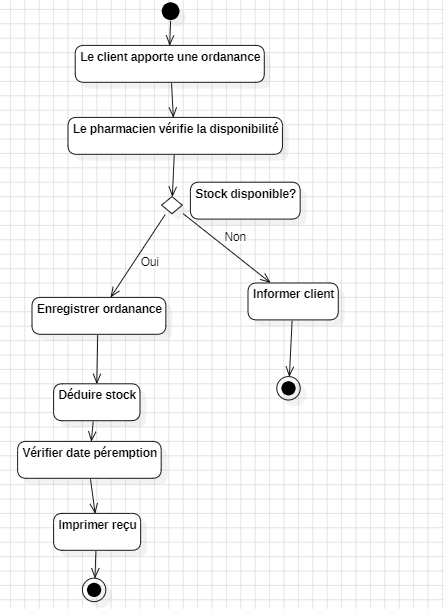 Le client apporte une ordanance
Le pharmacien vérifie la disponibilité
Stock disponible?
Non
Oui
Informer client
Enregistrer ordanance
Déduire stock
Vérifier date péremption
Imprimer reçu